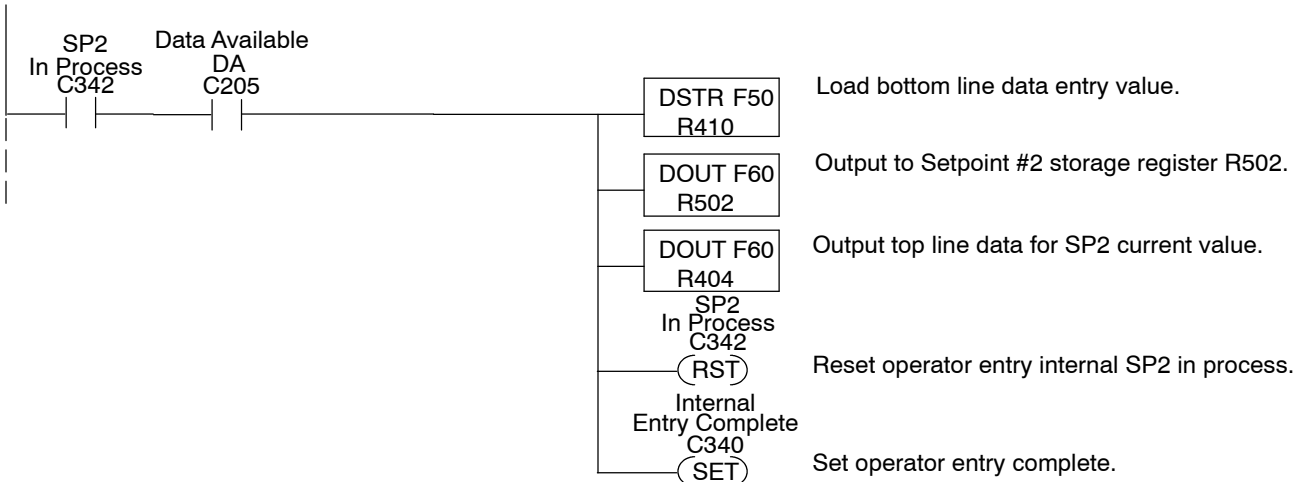 SP2
In Process
C342
Data Available
DA
C205
DSTR F50
R410
Load bottom line data entry value.
DOUT F60
R502
Output to Setpoint #2 storage register R502.
DOUT F60
R404
Output top line data for SP2 current value.
SP2
In Process
C342
RST
Reset operator entry internal SP2 in process.
Internal
Entry Complete
C340
SET
Set operator entry complete.